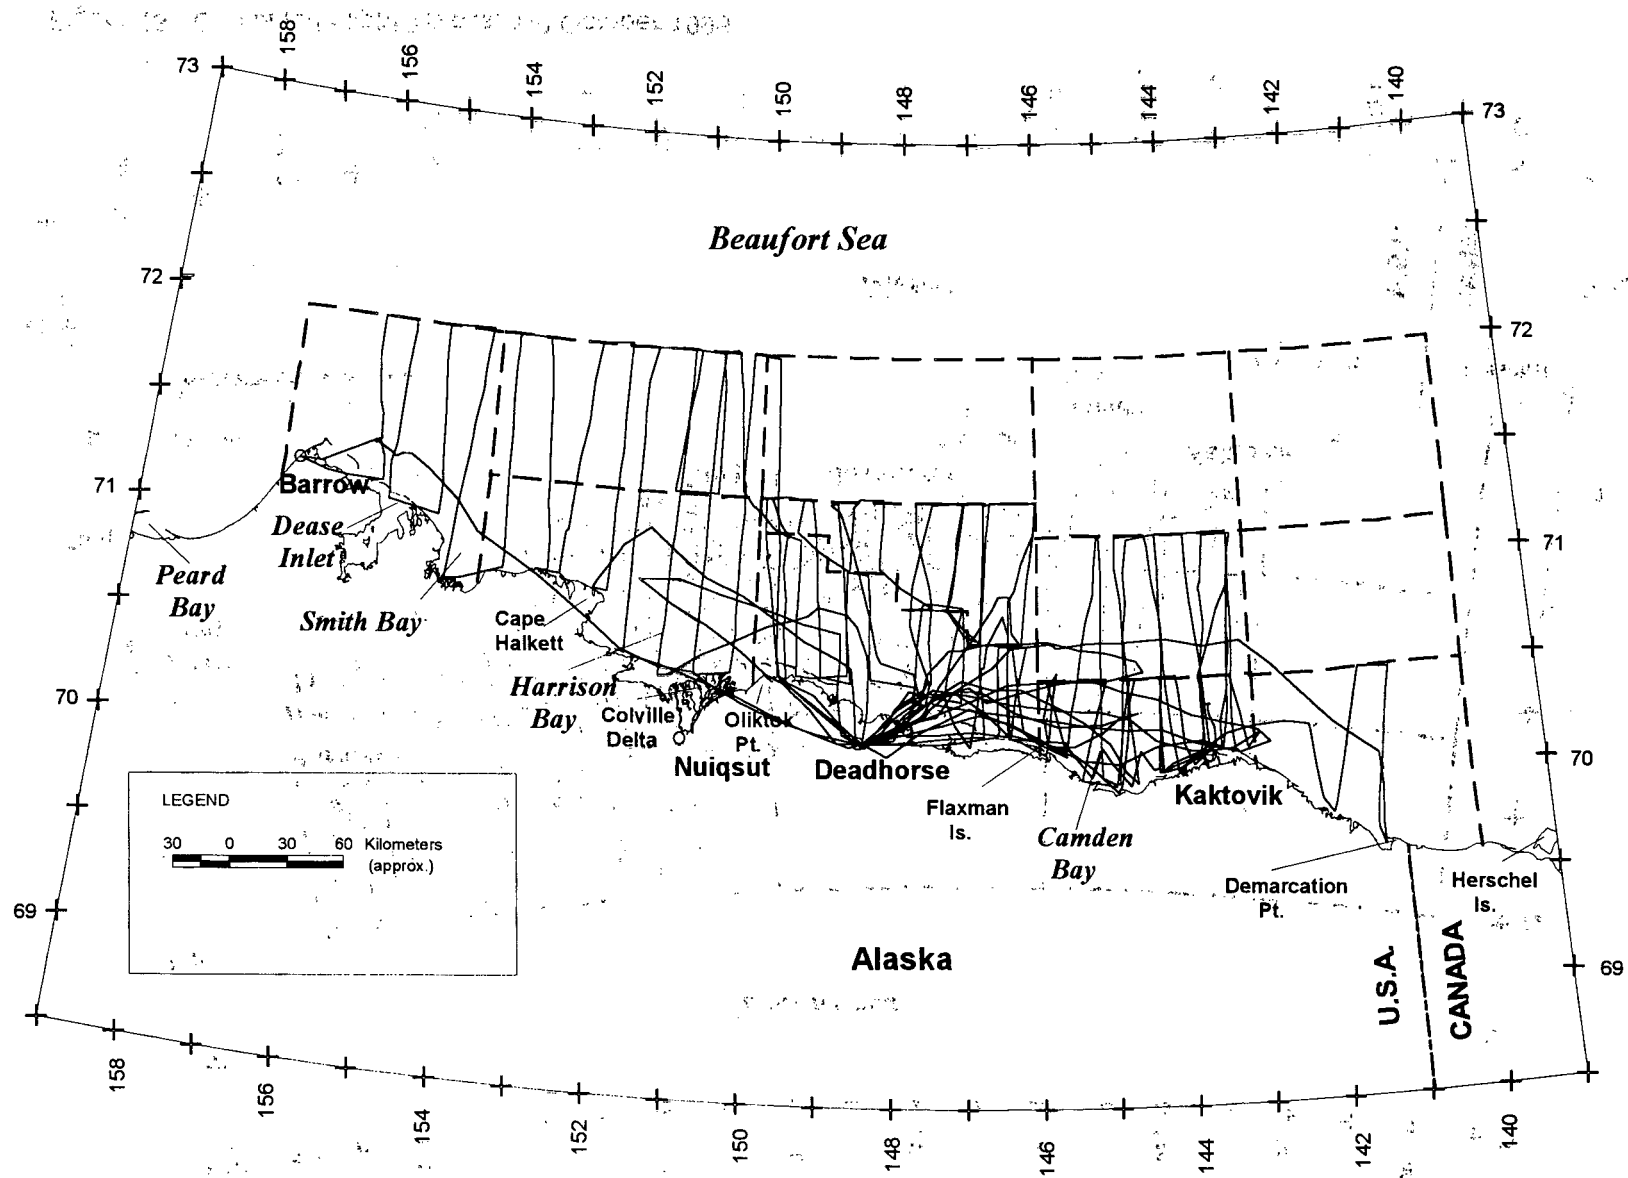 158
156
154
152
150
148
146
144
142
140
73
73
Beaufort Sea
72
72
71
71
Barrow
Dease
Inlet
Peard
Bay
Smith Bay
Cape
Halkett
Harrison
Bay
Colville
Delta
Oliktok
Pt.
Nuiqsut
Deadhorse
Kaktovik
Flaxman
Is.
Camden
Bay
Demarcation
Pt.
Herschel
Is.
70
70
LEGEND
30 0 30 60 Kilometers
(approx.)
69
69
Alaska
U.S.A.
CANADA
158
156
154
152
150
148
146
144
142
140